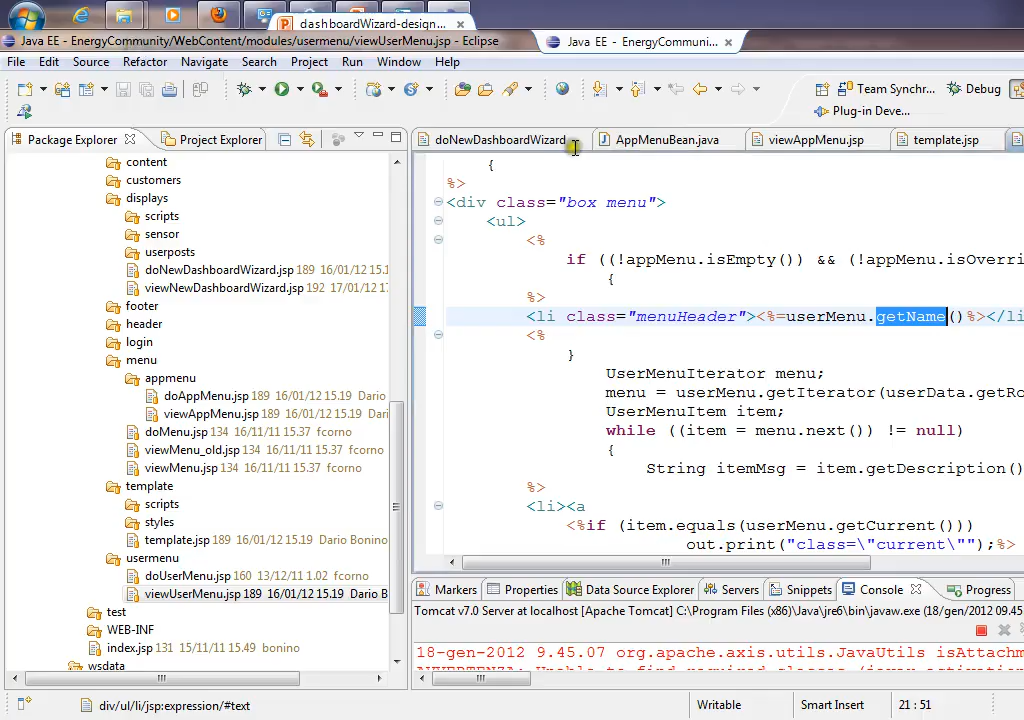 dashboardWizard-design...
Java EE - EnergyCommunity/WebContent/modules/usermenu/viewUserMenu.jsp - Eclipse
Java EE - EnergyCommuni...
File Edit Source Refactor Navigate Search Project Run Window Help
Team Synchr... Debug
Plug-in Deve...
Package Explorer Project Explorer
doNewDashboardWizard AppMenuBean.java viewAppMenu.jsp template.jsp
content
customers
displays
scripts
sensor
userposts
doNewDashboardWizard.jsp 189 16/01/12 15.1
viewNewDashboardWizard.jsp 192 17/01/12 17
footer
header
login
menu
appmenu
doAppMenu.jsp 189 16/01/12 15.19 Dario
viewAppMenu.jsp 189 16/01/12 15.19 Dari
doMenu.jsp 134 16/11/11 15.37 fcorno
viewMenu_old.jsp 134 16/11/11 15.37 fcorno
viewMenu.jsp 134 16/11/11 15.37 fcorno
template
scripts
styles
template.jsp 189 16/01/12 15.19 Dario Bonino
usermenu
doUserMenu.jsp 160 13/12/11 1.02 fcorno
viewUserMenu.jsp 189 16/01/12 15.19 Dario B
test
WEB-INF
index.jsp 131 15/11/11 15.49 bonino
wsdata
{
%>
<div class="box menu">
<ul>
<%
if ((!appMenu.isEmpty()) && (!appMenu.isOverri
{
%>
<li class="menuHeader"><%=userMenu.getName()%></li
<%
}
UserMenuIterator menu;
menu = userMenu.getIterator(userData.getRo
UserMenuItem item;
while ((item = menu.next()) != null)
{
String itemMsg = item.getDescription()
%>
<li><a
<%if (item.equals(userMenu.getCurrent()))
out.print("class=\"current\"");%>
Markers Properties Data Source Explorer Servers Snippets Console Progress
Tomcat v7.0 Server at localhost [Apache Tomcat] C:\Program Files (x86)\Java\jre6\bin\javaw.exe (18/gen/2012 09.45
18-gen-2012 9.45.07 org.apache.axis.utils.JavaUtils isAttachm
div/ul/li/jsp:expression/#text Writable Smart Insert 21 : 51